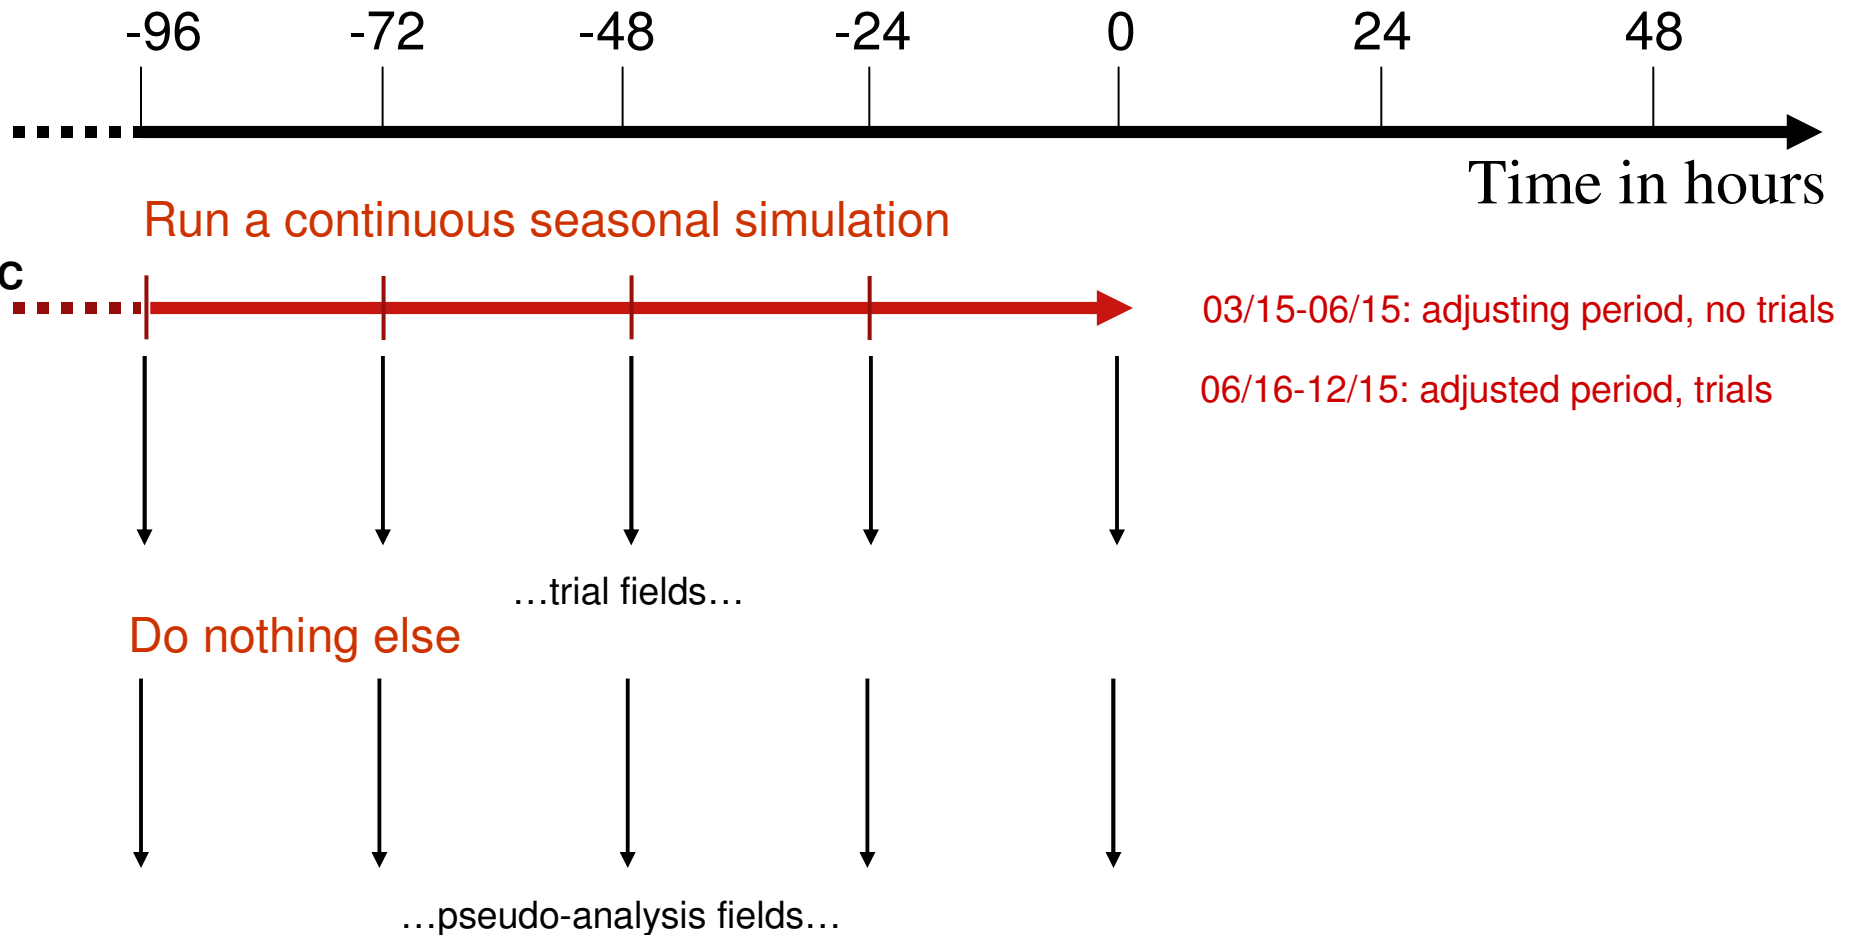 -96 -72 -48 -24 0 24 48
Time in hours
Run a continuous seasonal simulation
c
03/15-06/15: adjusting period, no trials
06/16-12/15: adjusted period, trials
…trial fields…
Do nothing else
…pseudo-analysis fields…